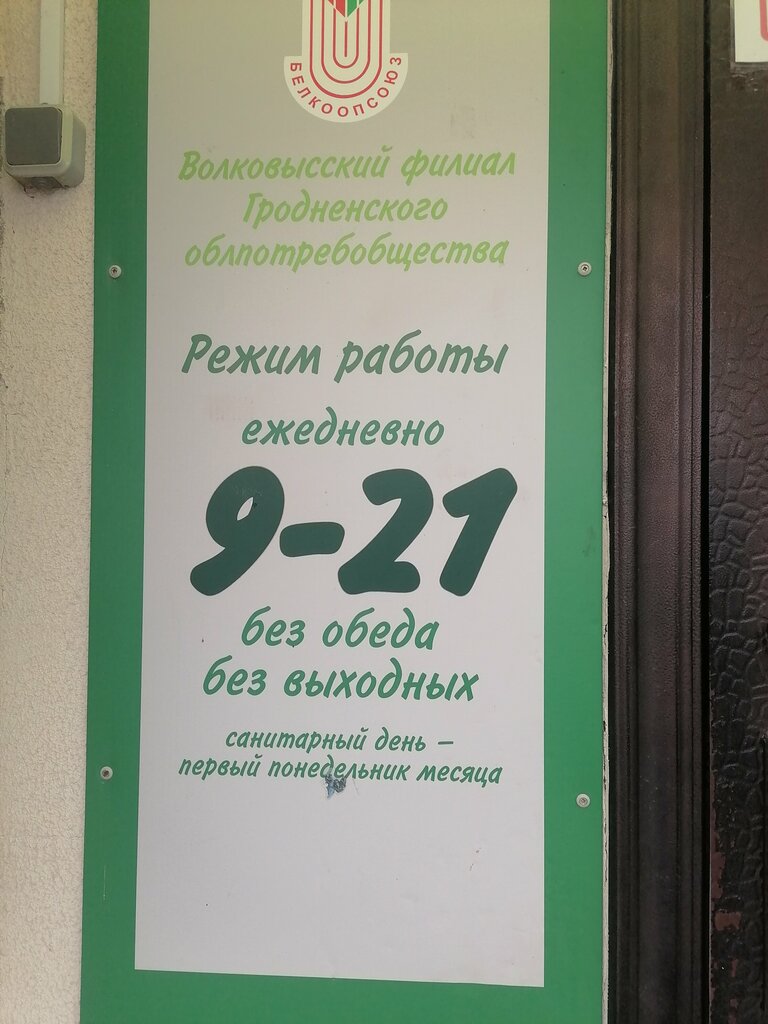 БЕЛКООПСОЮЗ
Волковысский филиал
Гродненского
облпотребобщества
Режим работы
ежедневно
9-21
без обеда
без выходных
санитарный день –
первый понедельник месяца